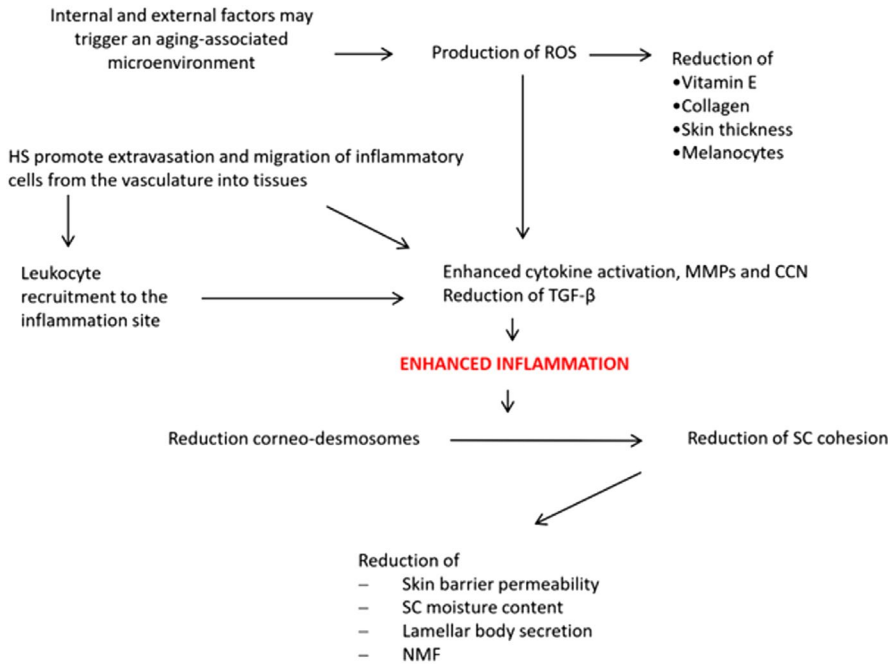 Internal and external factors may
trigger an aging-associated
microenvironment
Production of ROS
Reduction of
•Vitamin E
•Collagen
•Skin thickness
•Melanocytes
HS promote extravasation and migration of inflammatory
cells from the vasculature into tissues
Leukocyte
recruitment to the
inflammation site
Enhanced cytokine activation, MMPs and CCN
Reduction of TGF-β
ENHANCED INFLAMMATION
Reduction corneo-desmosomes
Reduction of SC cohesion
Reduction of
– Skin barrier permeability
– SC moisture content
– Lamellar body secretion
– NMF